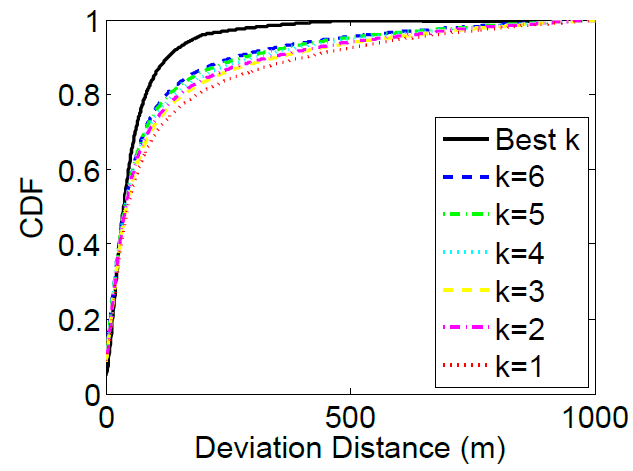 1
0.8
0.6
0.4
0.2
0
CDF
0
500
1000
Deviation Distance (m)
Best k
k=6
k=5
k=4
k=3
k=2
k=1